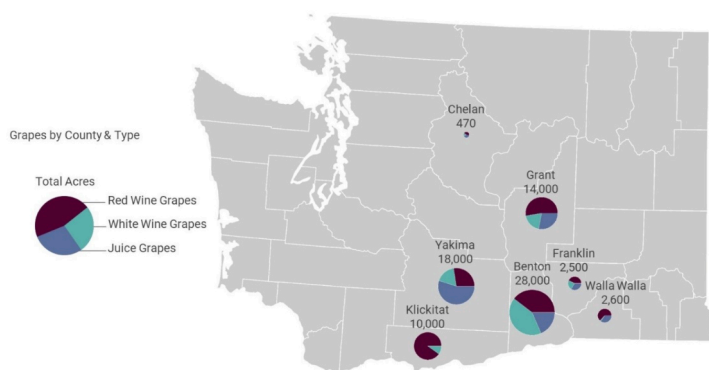 Grapes by County & Type
Total Acres
Red Wine Grapes
White Wine Grapes
Juice Grapes
Chelan
470
Grant
14,000
Yakima
18,000
Franklin
2,500
Benton
28,000
Walla Walla
2,600
Klickitat
10,000